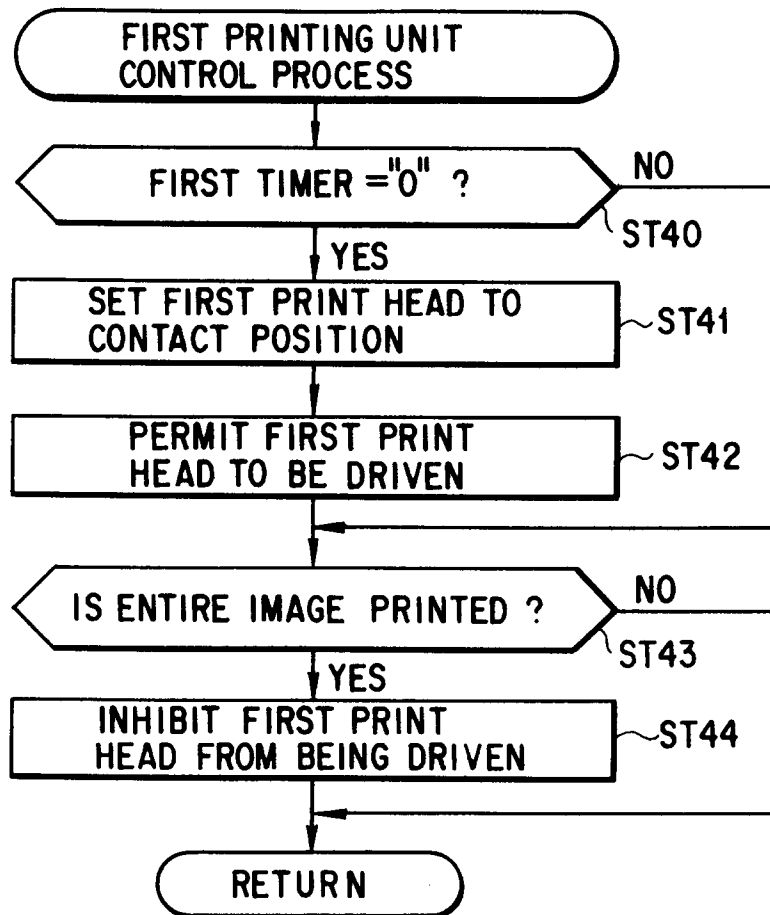 FIRST PRINTING UNIT
CONTROL PROCESS
FIRST TIMER ="0" ?
NO
ST40
YES
SET FIRST PRINT HEAD TO
CONTACT POSITION
ST41
PERMIT FIRST PRINT
HEAD TO BE DRIVEN
ST42
IS ENTIRE IMAGE PRINTED ?
NO
ST43
YES
INHIBIT FIRST PRINT
HEAD FROM BEING DRIVEN
ST44
RETURN